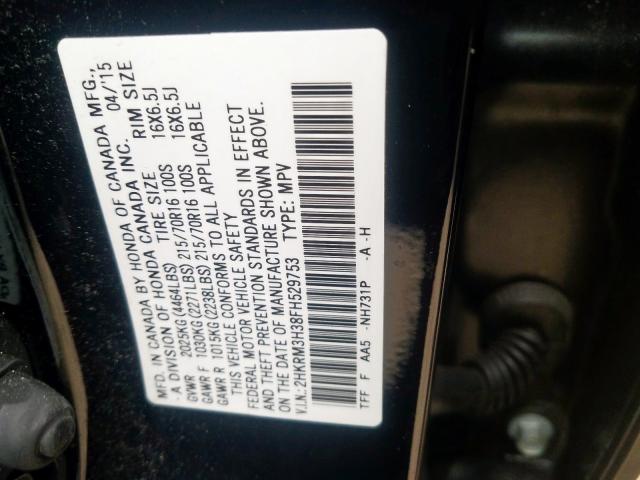 MFD. IN CANADA BY HONDA OF CANADA MFG.,
-A DIVISION OF HONDA CANADA INC. 04/'15
GVWR 2025KG (4464LBS) TIRE SIZE RIM SIZE
GAWR F 1030KG (2271LBS) 215/70R16 100S 16X6.5J
GAWR R 1015KG (2238LBS) 215/70R16 100S 16X6.5J
THIS VEHICLE CONFORMS TO ALL APPLICABLE
FEDERAL MOTOR VEHICLE SAFETY
AND THEFT PREVENTION STANDARDS IN EFFECT
ON THE DATE OF MANUFACTURE SHOWN ABOVE.
V.I.N.: 2HKRM3H38FH529753 TYPE: MPV
TFF F AA5 -NH731P -A -H